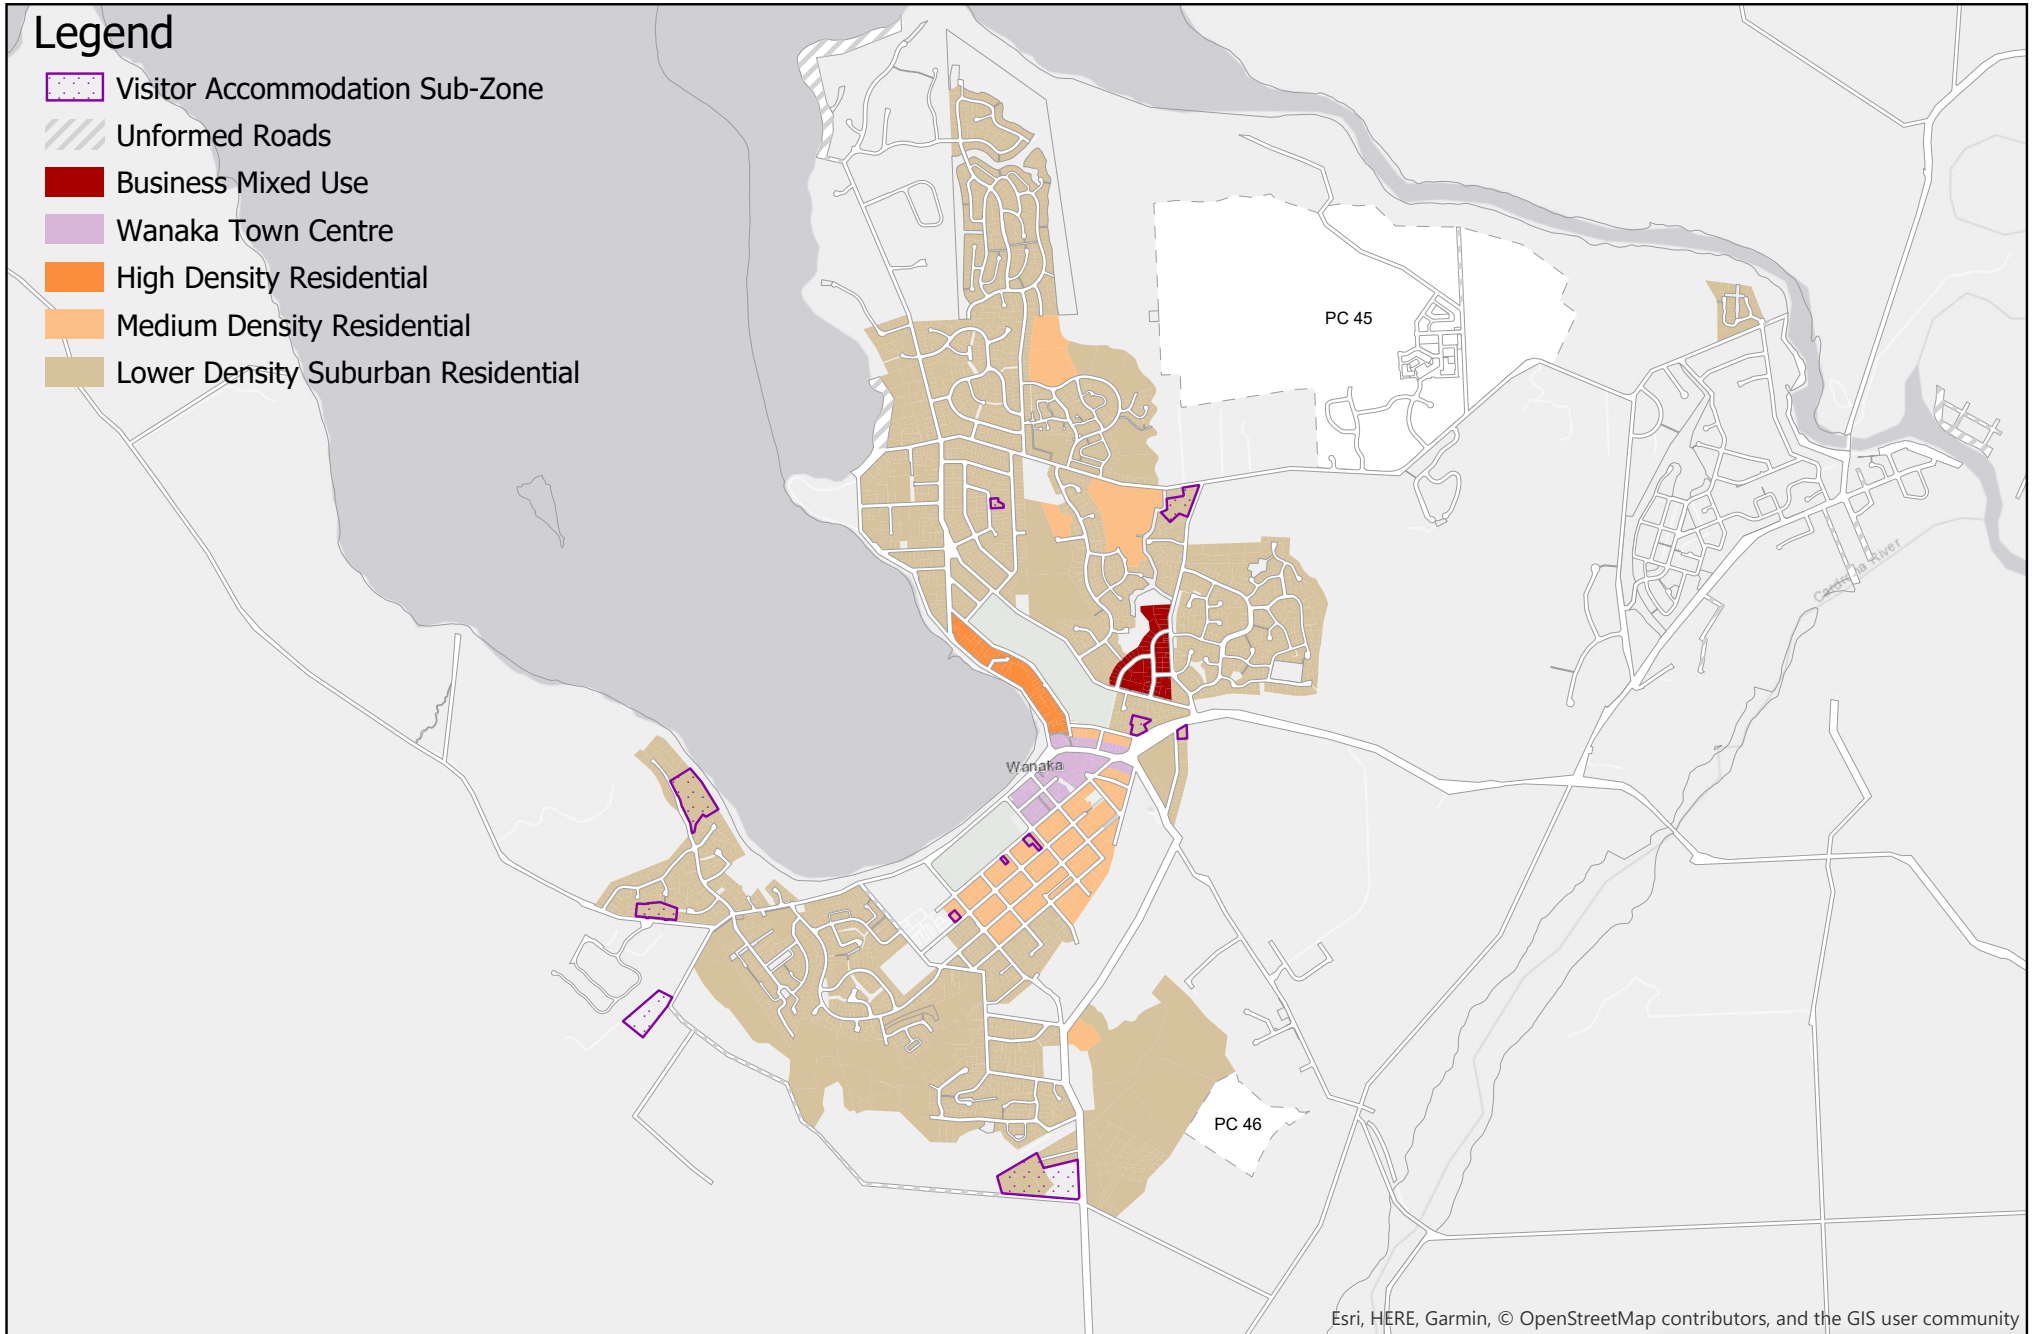 Legend
Visitor Accommodation Sub-Zone
Unformed Roads
Business Mixed Use
Wanaka Town Centre
High Density Residential
Medium Density Residential
Lower Density Suburban Residential
PC 45
Cardrona River
Wanaka
PC 46
Esri, HERE, Garmin, © OpenStreetMap contributors, and the GIS user community